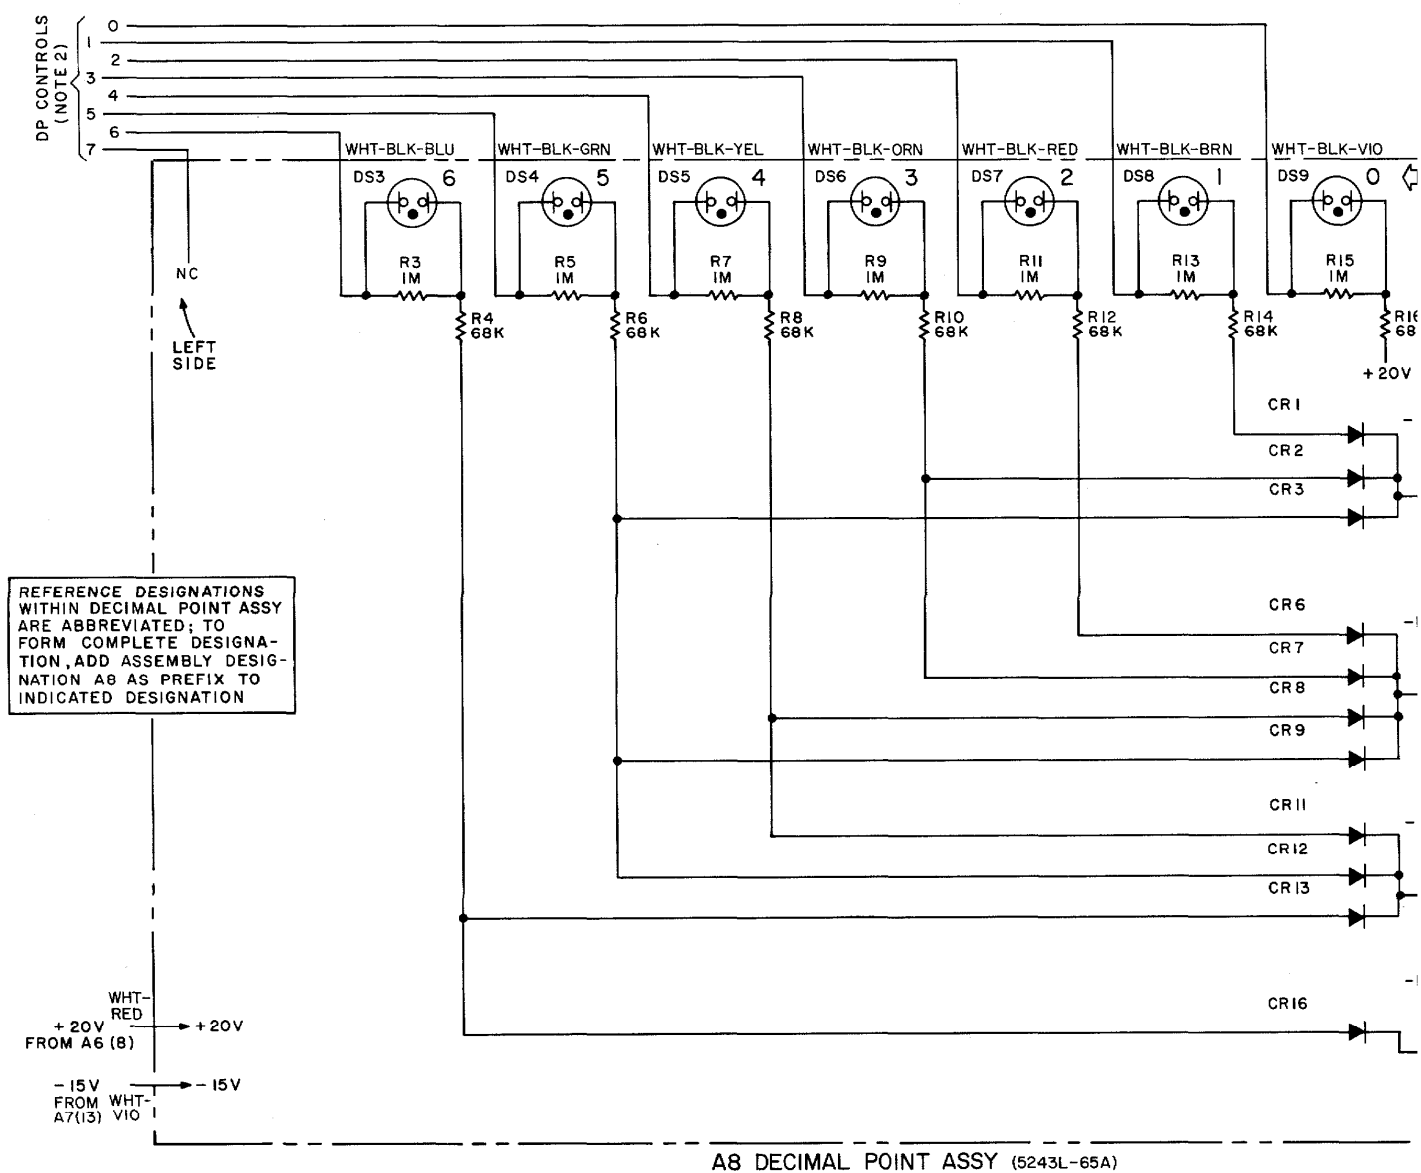 DP CONTROLS
(NOTE 2)
0
1
2
3
4
5
6
7
WHT-BLK-BLU
WHT-BLK-GRN
WHT-BLK-YEL
WHT-BLK-ORN
WHT-BLK-RED
WHT-BLK-BRN
WHT-BLK-VIO
DS3
6
DS4
5
DS5
4
DS6
3
DS7
2
DS8
1
DS9
0
R3
1M
R5
1M
R7
1M
R9
1M
R11
1M
R13
1M
R15
1M
NC
LEFT
SIDE
R4
68K
R6
68K
R8
68K
R10
68K
R12
68K
R14
68K
R16
68
+20V
CR1
CR2
CR3
REFERENCE DESIGNATIONS
WITHIN DECIMAL POINT ASSY
ARE ABBREVIATED; TO
FORM COMPLETE DESIGNA-
TION, ADD ASSEMBLY DESIG-
NATION A8 AS PREFIX TO
INDICATED DESIGNATION
CR6
CR7
CR8
CR9
CR11
CR12
CR13
CR16
WHT-
RED
+20V
+20V
FROM A6 (8)
-15V
-15V
FROM WHT-
A7(13) VIO
A8 DECIMAL POINT ASSY (5243L-65A)